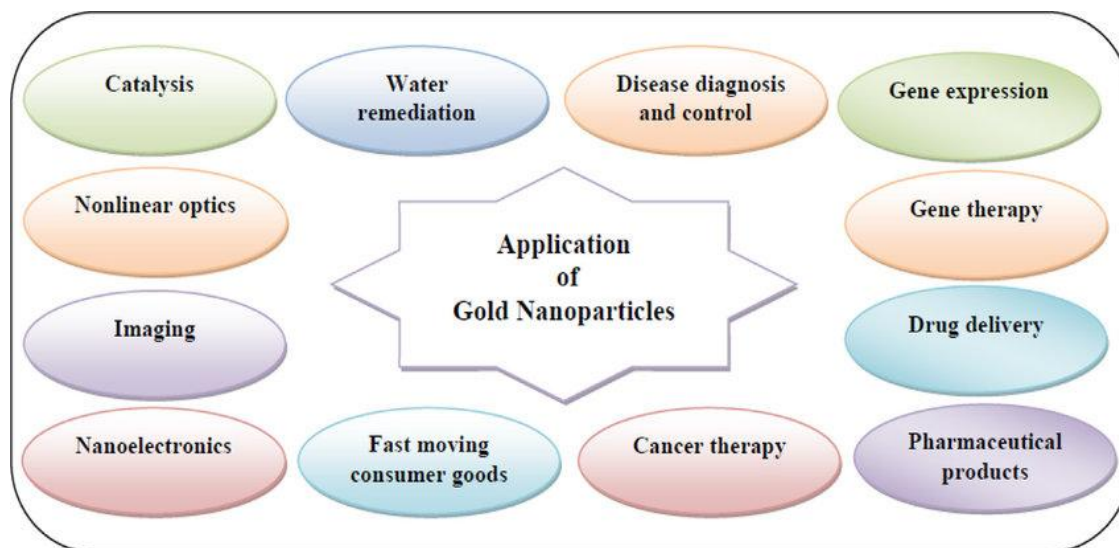 Catalysis
Water
remediation
Disease diagnosis
and control
Gene expression
Nonlinear optics
Application
of
Gold Nanoparticles
Gene therapy
Imaging
Drug delivery
Nanoelectronics
Fast moving
consumer goods
Cancer therapy
Pharmaceutical
products